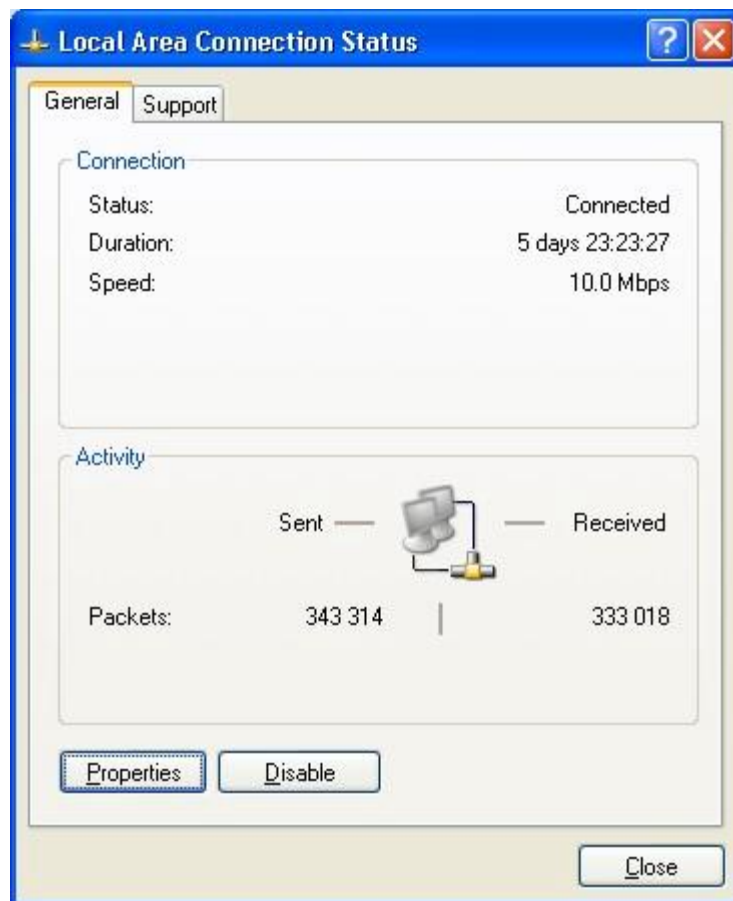 Local Area Connection Status
?
General Support
Connection
Status: Connected
Duration: 5 days 23:23:27
Speed: 10.0 Mbps
Activity
Sent Received
Packets: 343 314 333 018
Properties Disable
Close